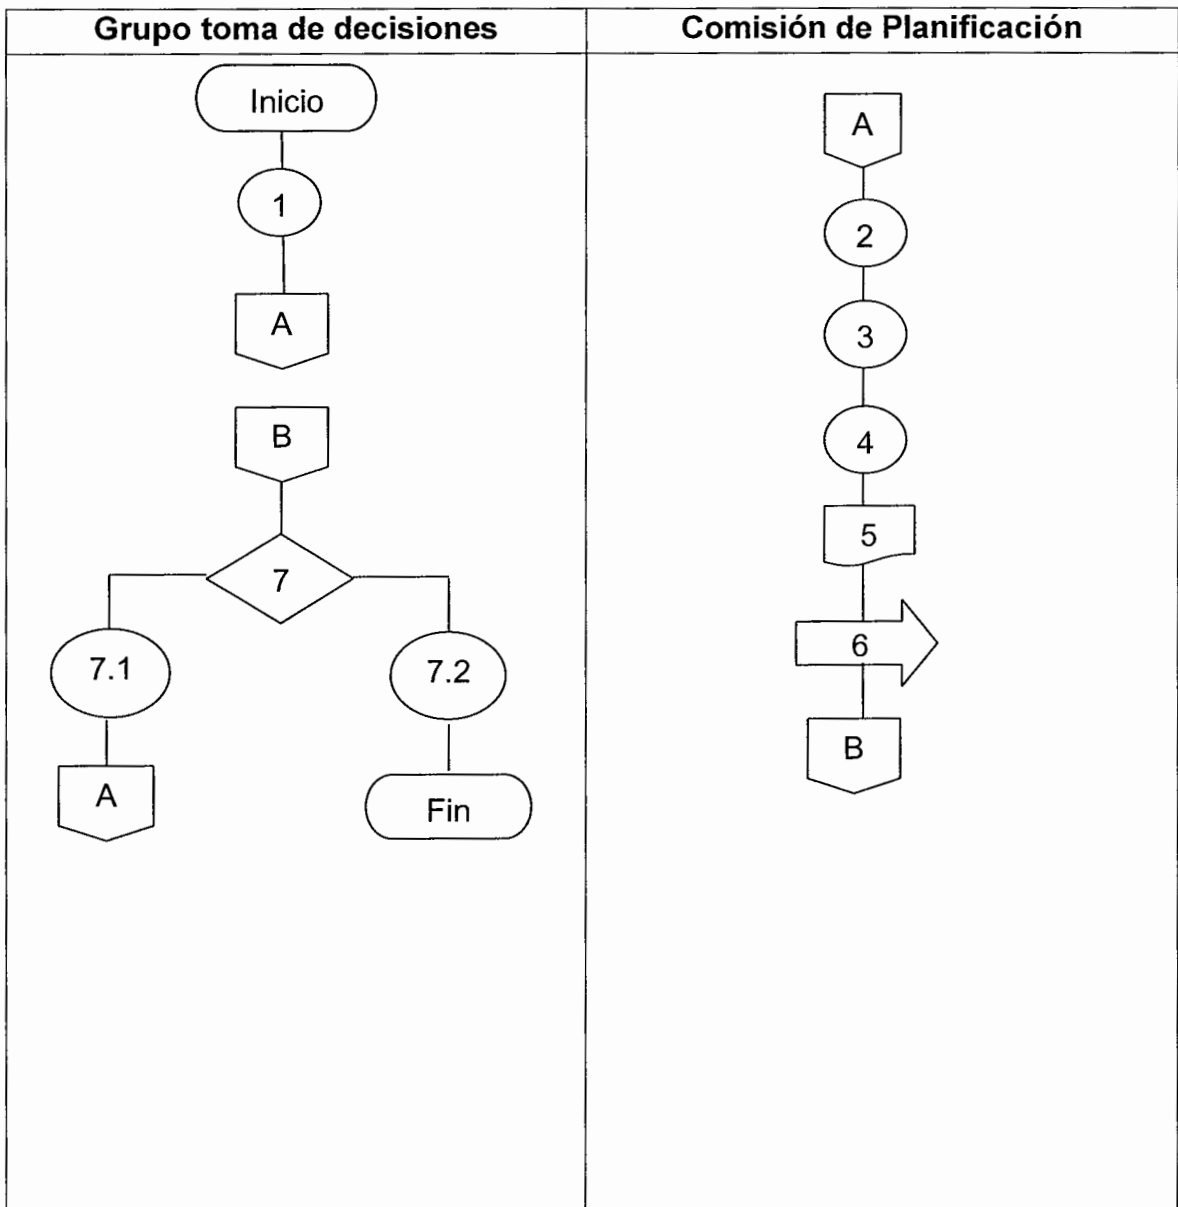 Grupo toma de decisiones
Comisión de Planificación
Inicio
1
A
B
7
7.1
7.2
A
Fin
A
2
3
4
5
6
B